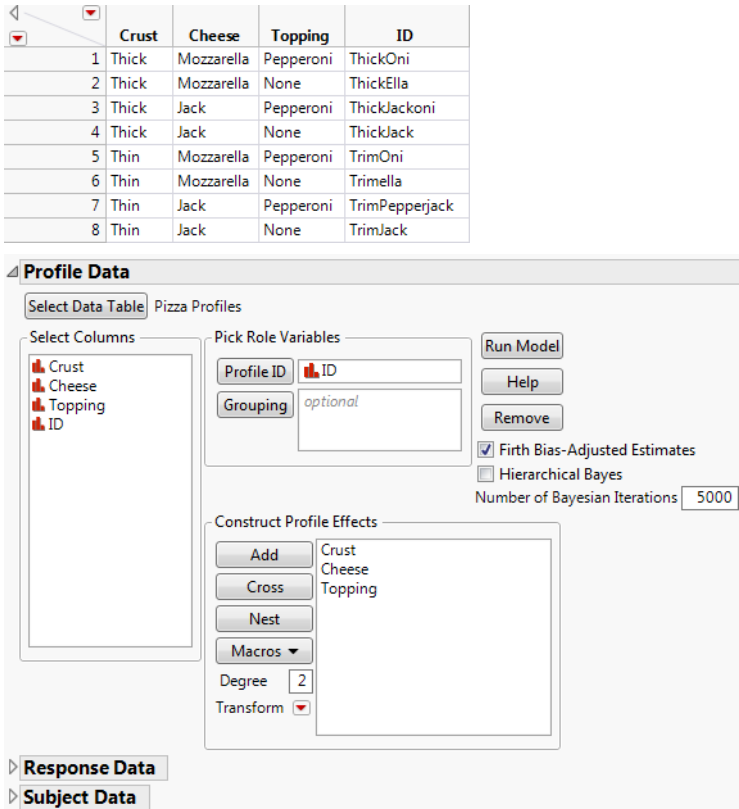 Crust Cheese Topping ID
1 Thick Mozzarella Pepperoni ThickOni
2 Thick Mozzarella None ThickElla
3 Thick Jack Pepperoni ThickJackoni
4 Thick Jack None ThickJack
5 Thin Mozzarella Pepperoni TrimOni
6 Thin Mozzarella None Trimella
7 Thin Jack Pepperoni TrimPepperjack
8 Thin Jack None TrimJack
Profile Data
Select Data Table Pizza Profiles
Select Columns
Crust
Cheese
Topping
ID
Pick Role Variables
Profile ID ID
Grouping optional
Run Model
Help
Remove
Firth Bias-Adjusted Estimates
Hierarchical Bayes
Number of Bayesian Iterations 5000
Construct Profile Effects
Add
Cross
Nest
Macros
Degree 2
Transform
Crust
Cheese
Topping
Response Data
Subject Data